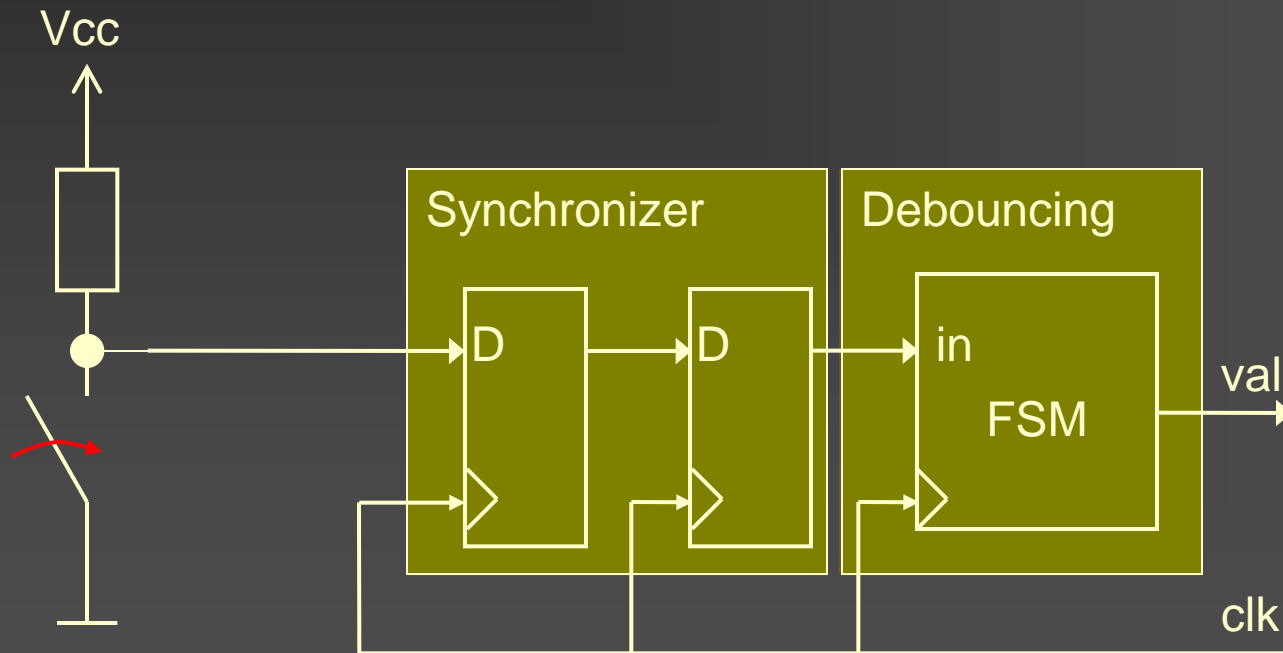 Vcc
Synchronizer
Debouncing
D
D
in
FSM
val
clk